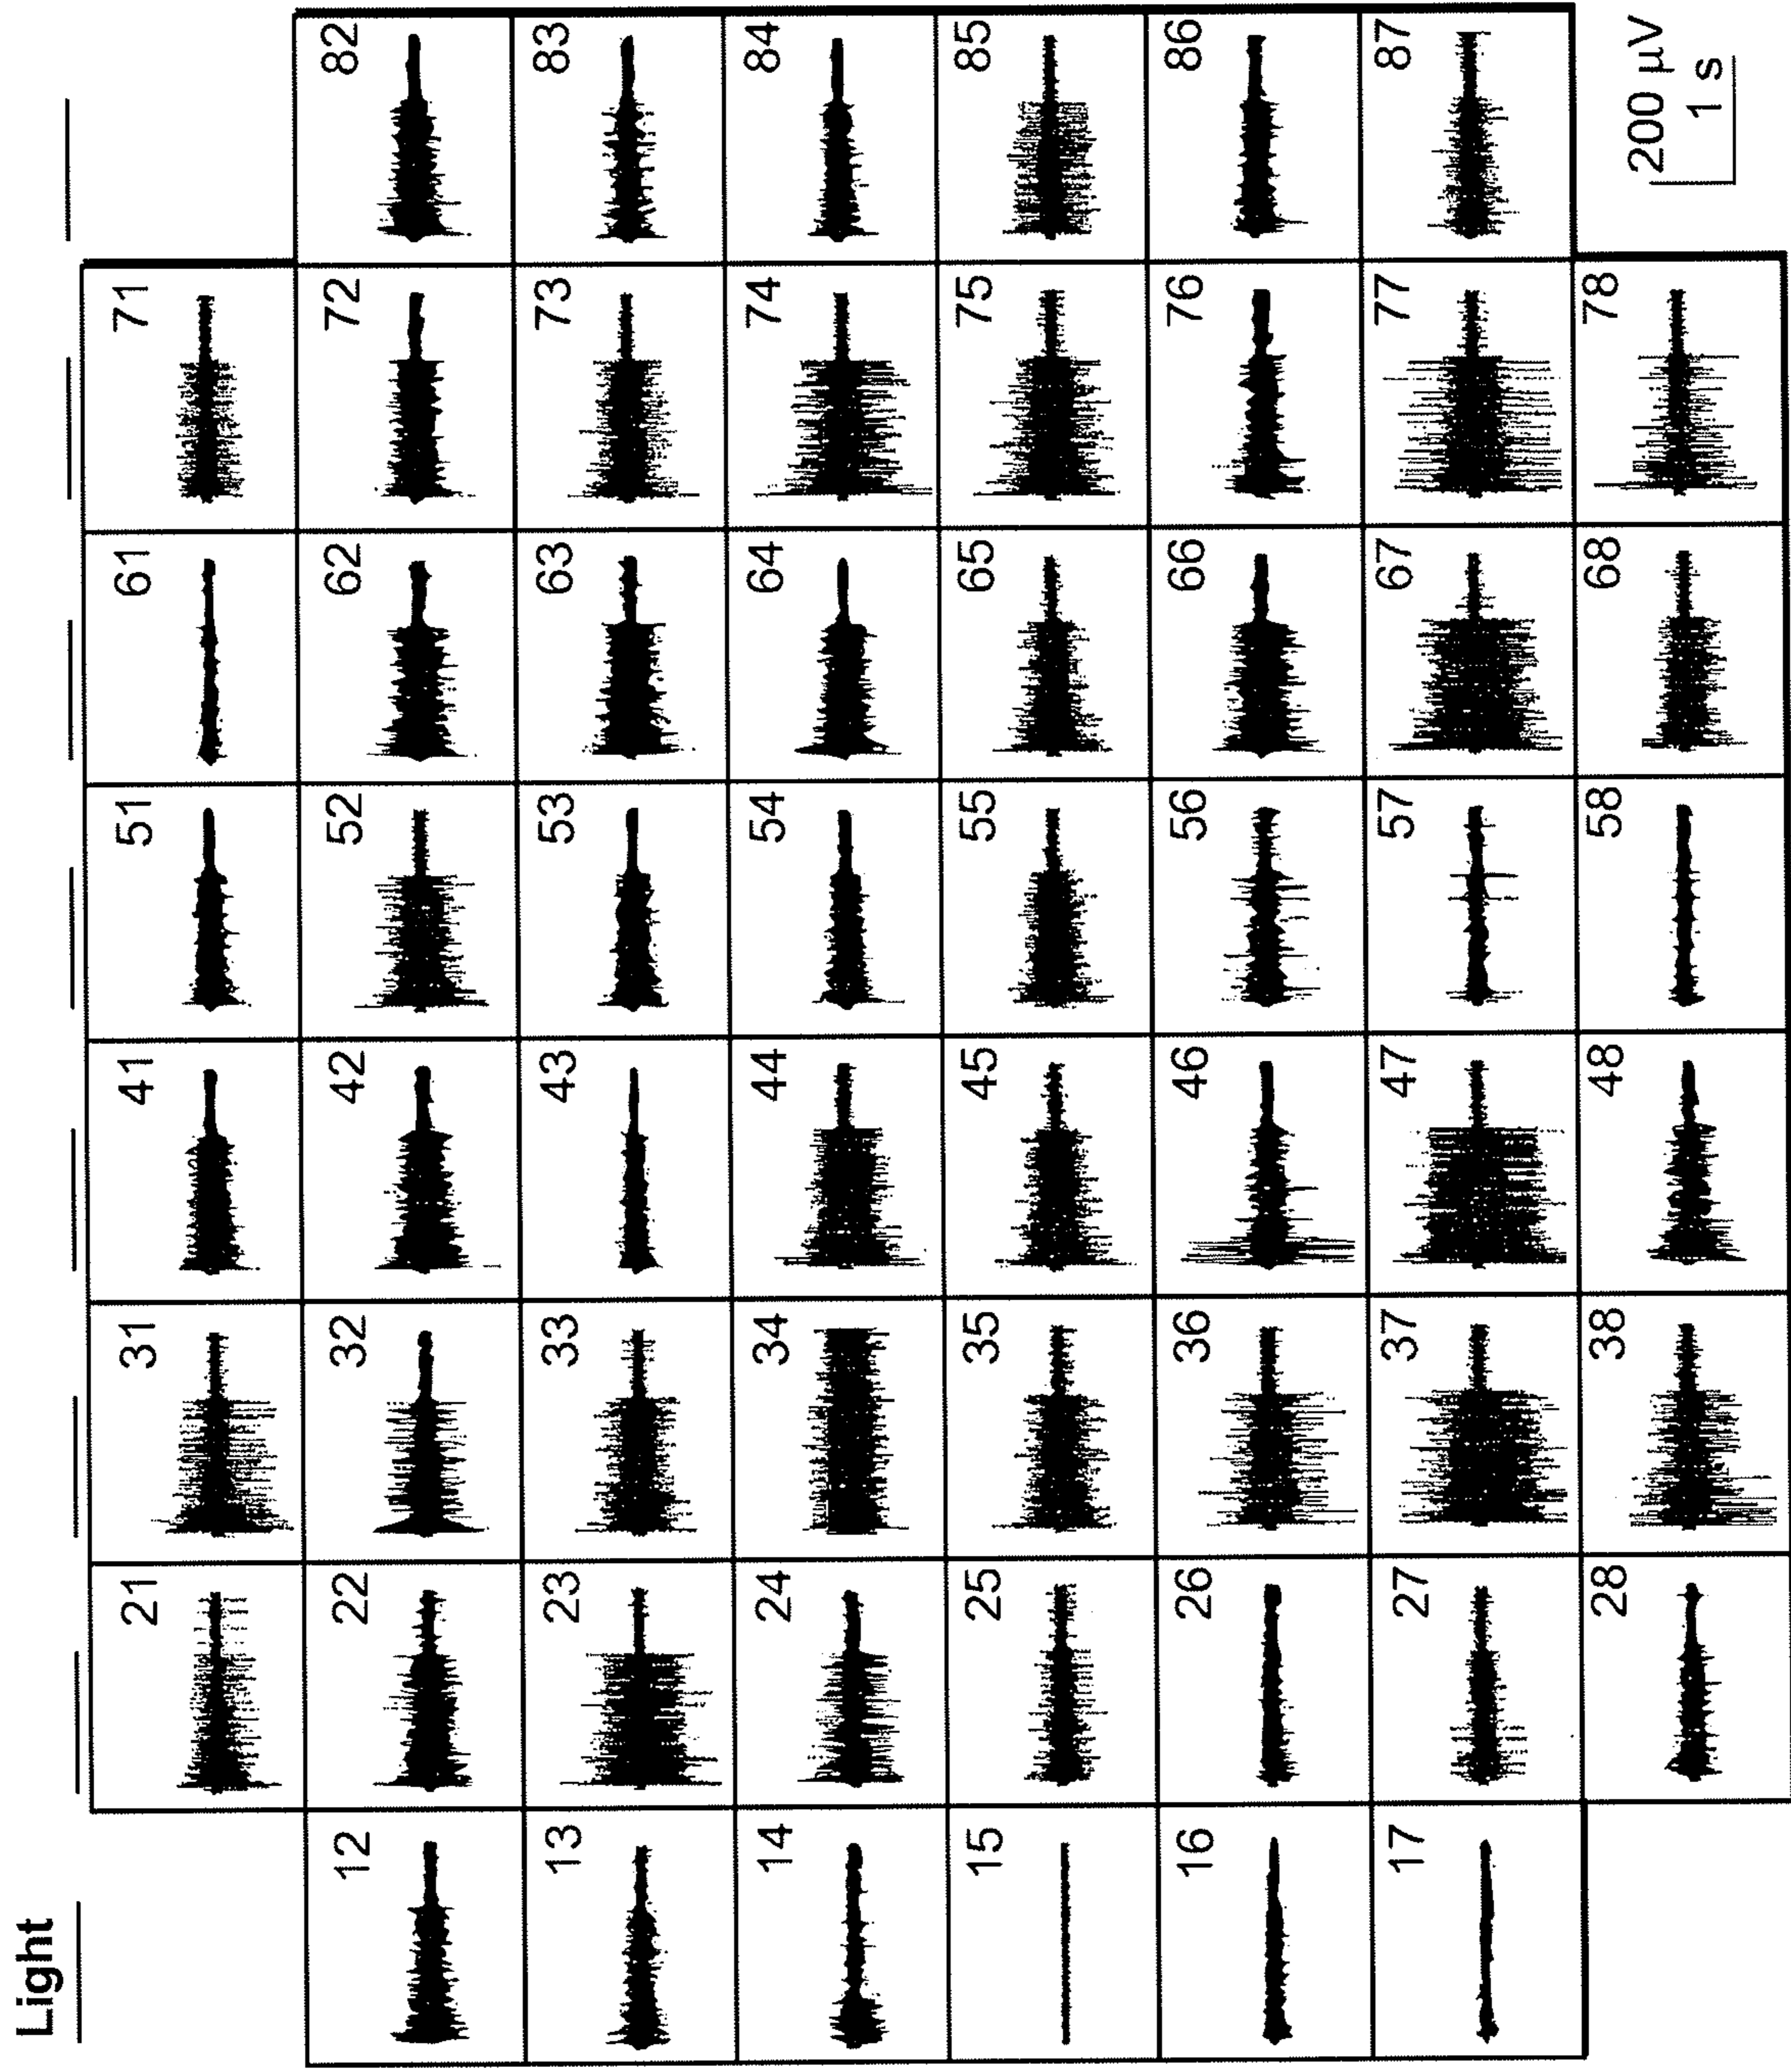 Light
21 31 41 51 61 71
12 22 32 42 52 62 72 82
13 23 33 43 53 63 73 83
14 24 34 44 54 64 74 84
15 25 35 45 55 65 75 85
16 26 36 46 56 66 76 86
17 27 37 47 57 67 77 87
28 38 48 58 68 78
200 µV
1 s